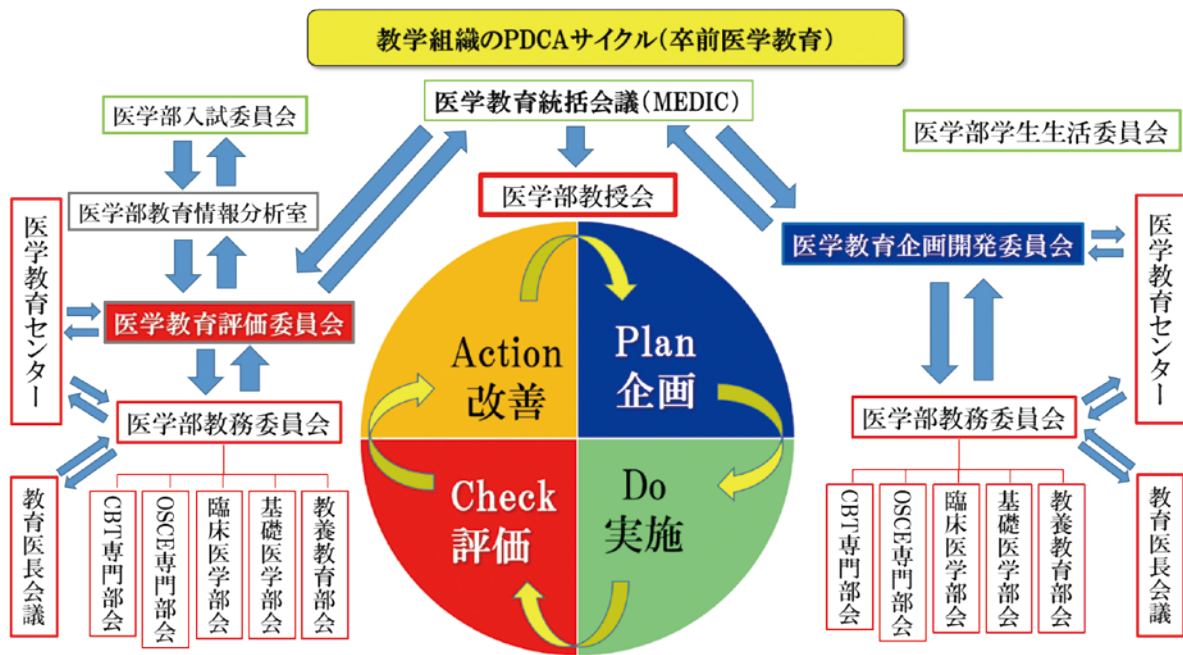 教学組織のPDCAサイクル（卒前医学教育）
医学教育統括会議（MEDIC）
医学部入試委員会
医学部学生生活委員会
医学部教授会
医学部教育情報分析室
医学教育センター
医学教育評価委員会
医学部教務委員会
教育医長会議
CBT専門部会
OSCE専門部会
臨床医学部会
基礎医学部会
教養教育部会
Action
改善
Plan
企画
Check
評価
Do
実施
医学教育企画開発委員会
医学教育センター
医学部教務委員会
CBT専門部会
OSCE専門部会
臨床医学部会
基礎医学部会
教養教育部会
教育医長会議